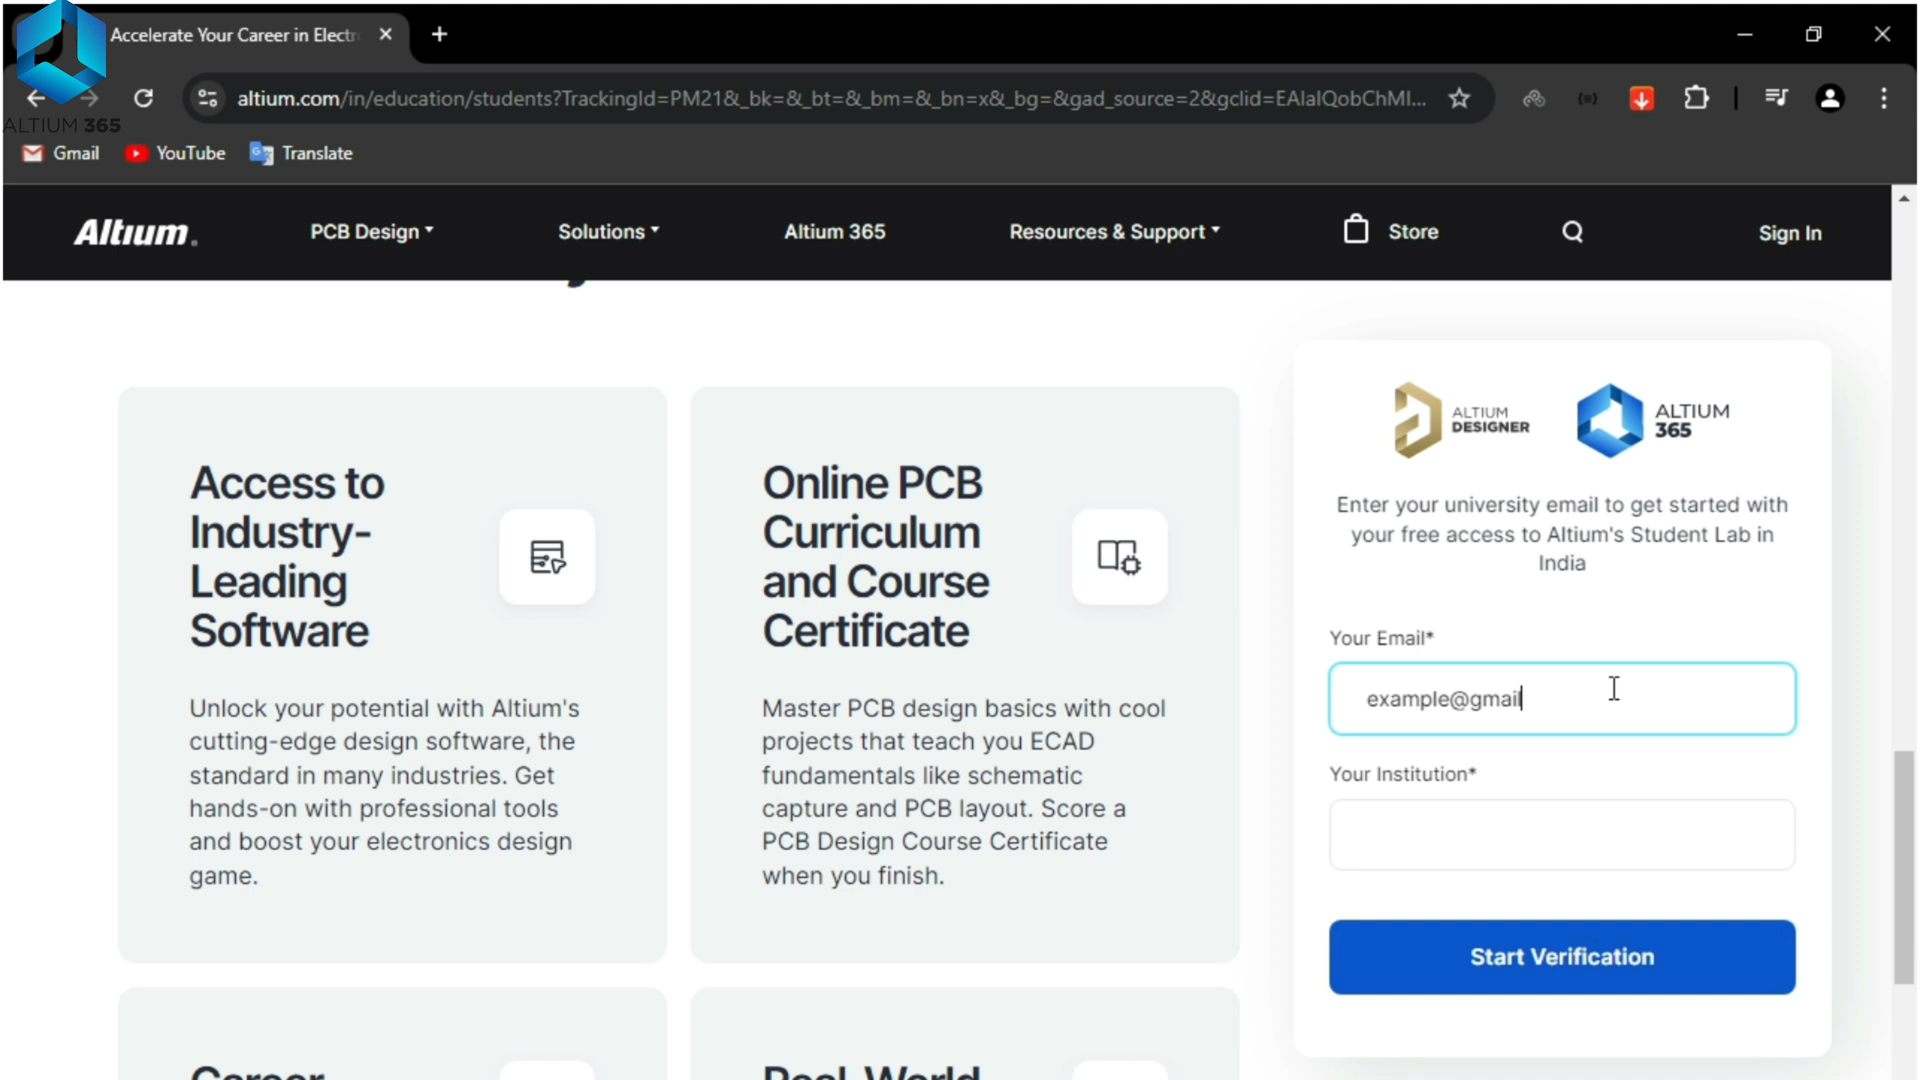 Accelerate Your Career in Electr
altium.com/in/education/students?TrackingId=PM21&_bk=&_bt=&_bm=&_bn=x&_bg=&gad_source=2&gclid=EAIaIQobChMI...
ALTIUM 365
Gmail
YouTube
Translate
Altium.
PCB Design
Solutions
Altium 365
Resources & Support
Store
Sign In
Access to
Industry-
Leading
Software
Unlock your potential with Altium's
cutting-edge design software, the
standard in many industries. Get
hands-on with professional tools
and boost your electronics design
game.
Online PCB
Curriculum
and Course
Certificate
Master PCB design basics with cool
projects that teach you ECAD
fundamentals like schematic
capture and PCB layout. Score a
PCB Design Course Certificate
when you finish.
ALTIUM
DESIGNER
ALTIUM
365
Enter your university email to get started with
your free access to Altium's Student Lab in
India
Your Email*
example@gmail
Your Institution*
Start Verification
Career
Real-World